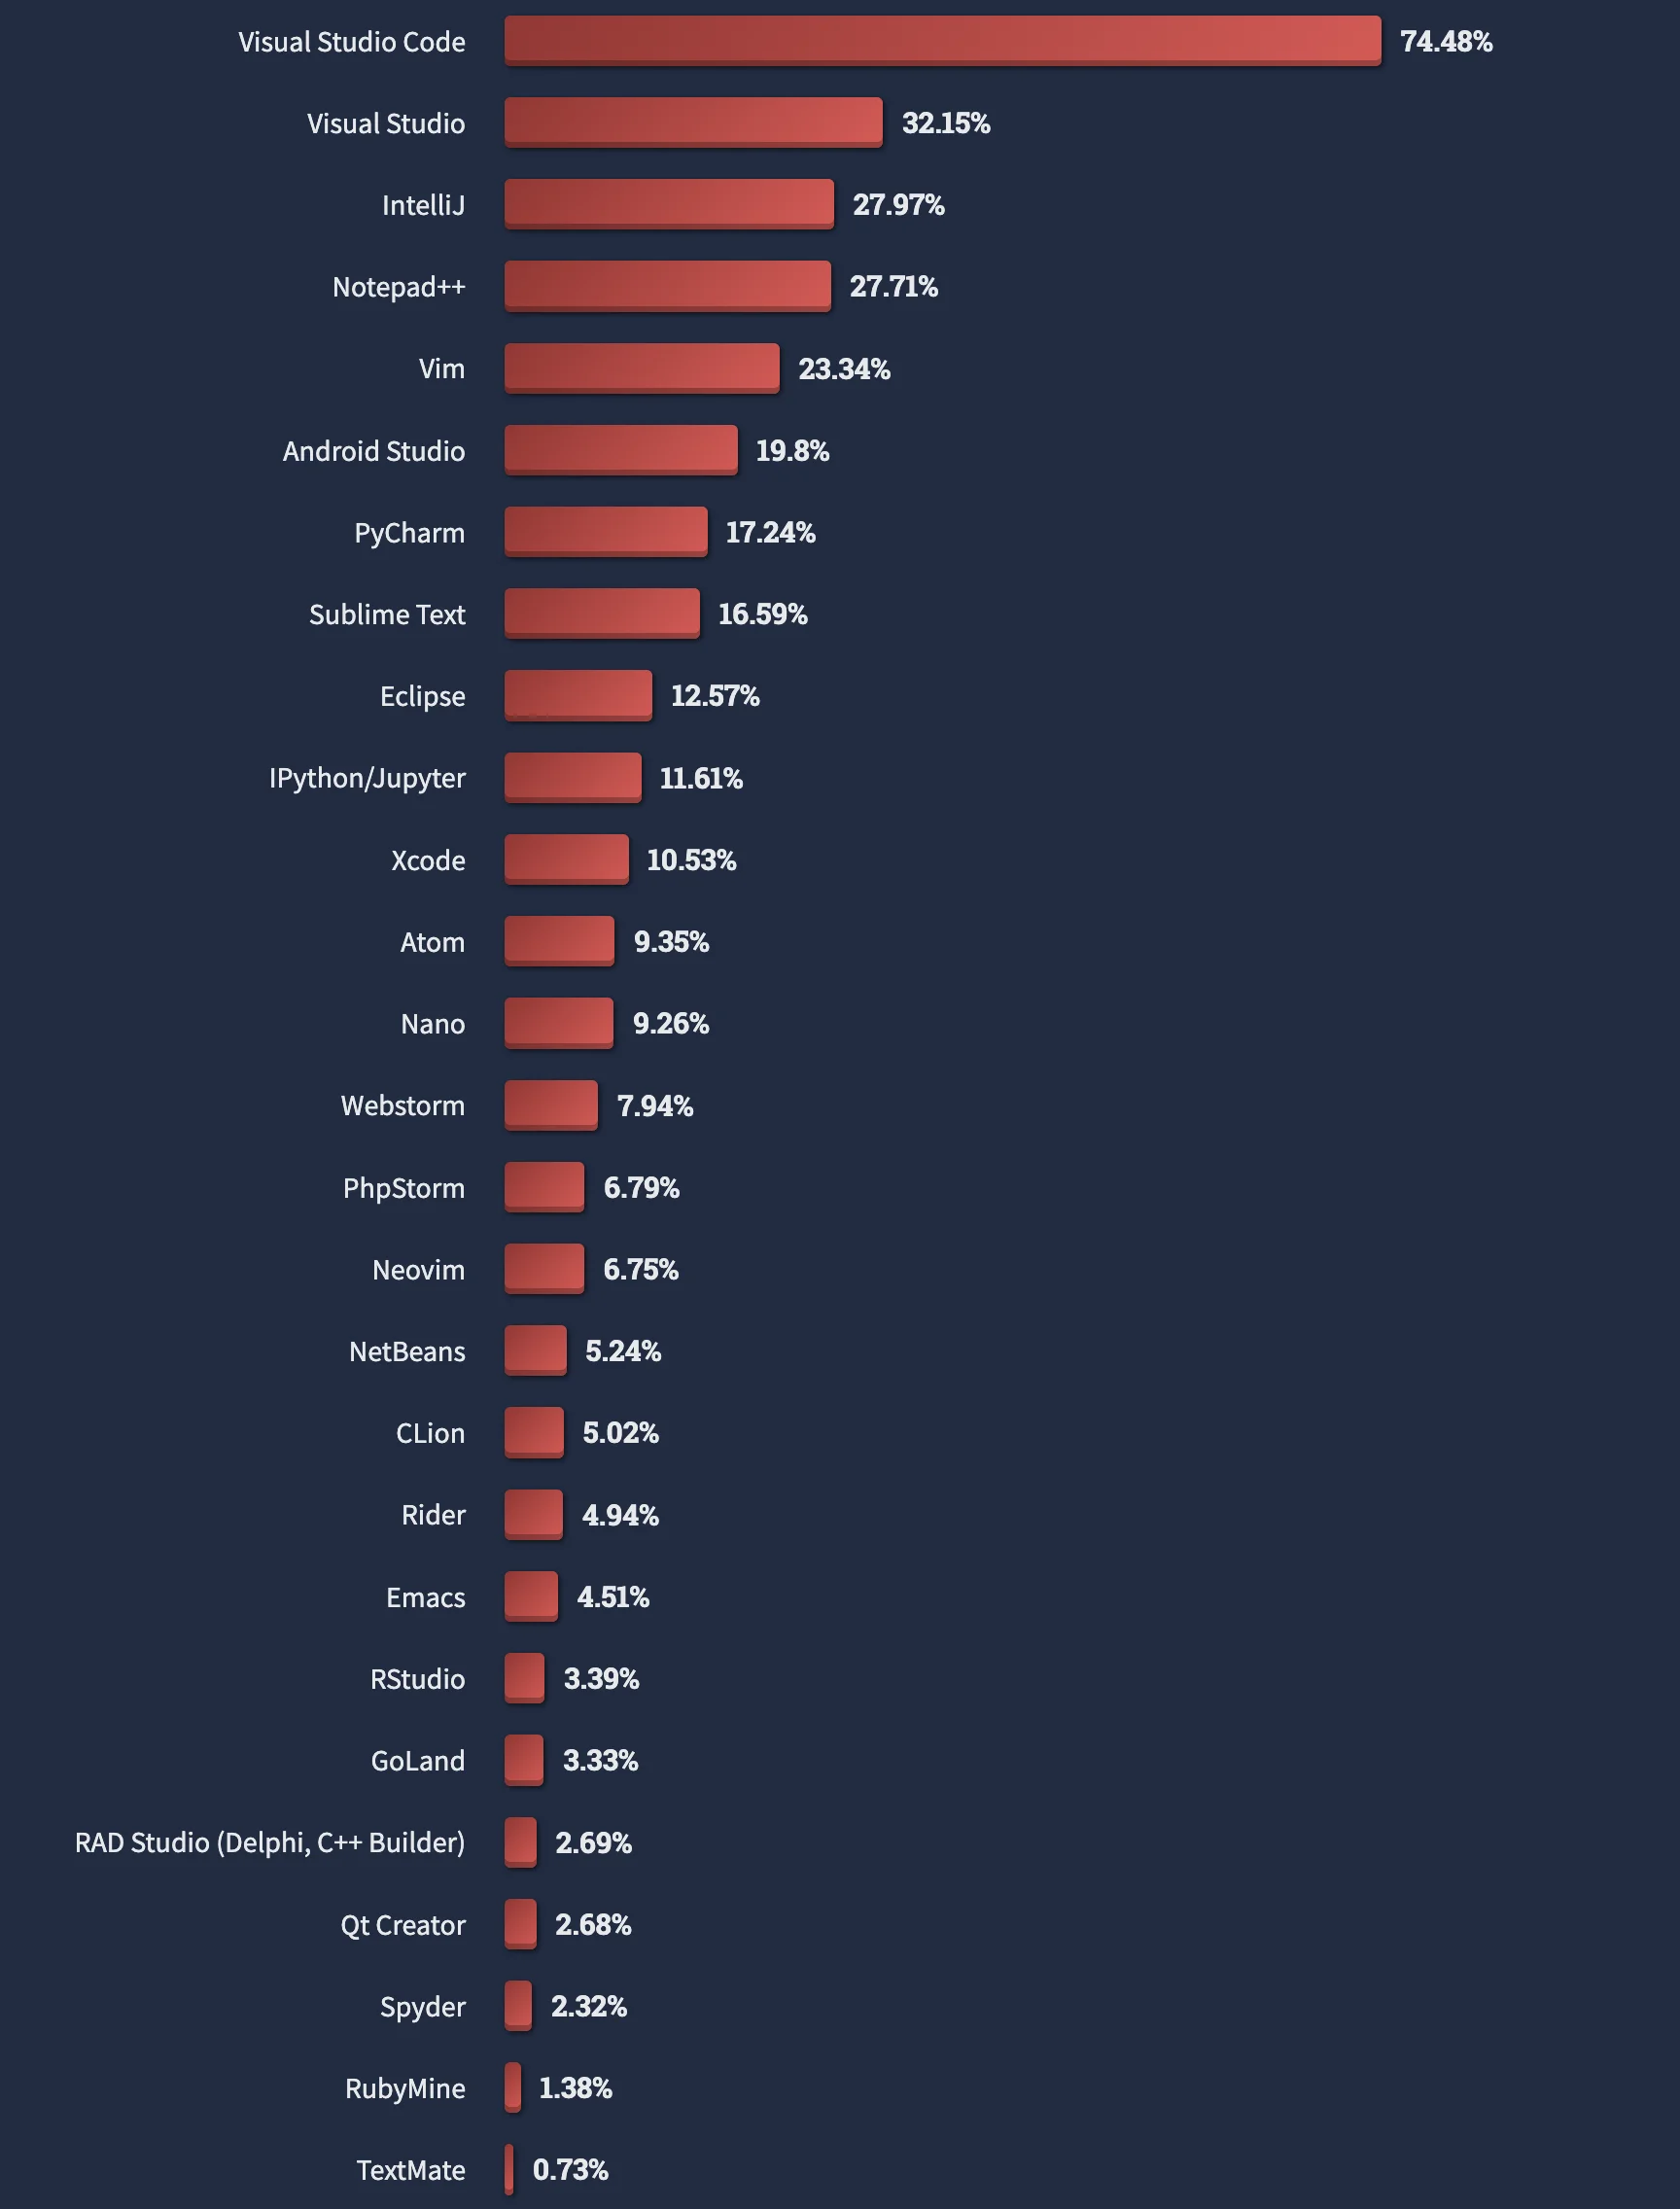 Visual Studio Code 74.48%
Visual Studio 32.15%
IntelliJ 27.97%
Notepad++ 27.71%
Vim 23.34%
Android Studio 19.8%
PyCharm 17.24%
Sublime Text 16.59%
Eclipse 12.57%
IPython/Jupyter 11.61%
Xcode 10.53%
Atom 9.35%
Nano 9.26%
Webstorm 7.94%
PhpStorm 6.79%
Neovim 6.75%
NetBeans 5.24%
CLion 5.02%
Rider 4.94%
Emacs 4.51%
RStudio 3.39%
GoLand 3.33%
RAD Studio (Delphi, C++ Builder) 2.69%
Qt Creator 2.68%
Spyder 2.32%
RubyMine 1.38%
TextMate 0.73%